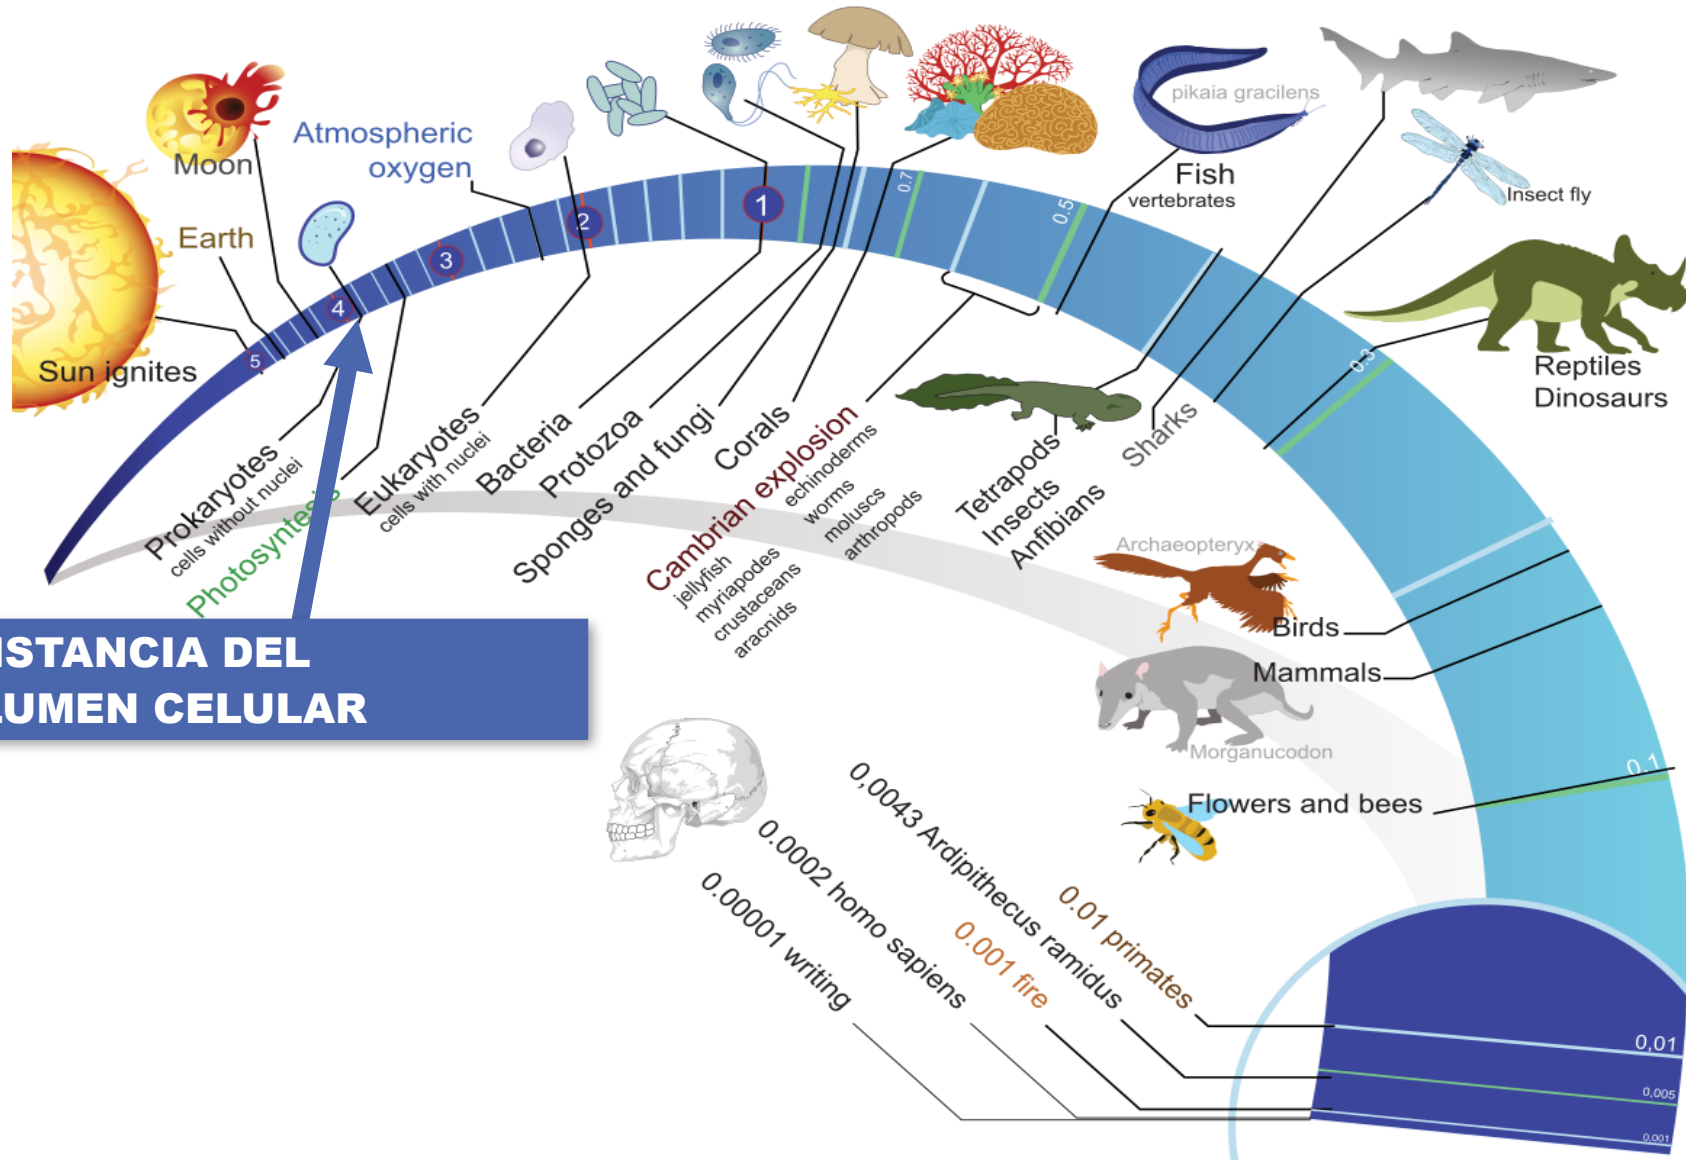 Moon
Atmospheric
oxygen
Earth
Sun ignites
5
4
3
2
1
0.7
0.5
0.3
0.1
pikaia gracilens
Fish
vertebrates
Insect fly
Reptiles
Dinosaurs
Prokaryotes
cells without nuclei
Photosyntesis
Eukaryotes
cells with nuclei
Bacteria
Protozoa
Sponges and fungi
Corals
Cambrian explosion
echinoderms
worms
moluscs
arthropods
jellyfish
myriapodes
crustaceans
aracnids
Tetrapods
Insects
Anfibians
Sharks
Archaeopteryx
Birds
Mammals
Morganucodon
Flowers and bees
ISTANCIA DEL
LUMEN CELULAR
0,0043 Ardipithecus ramidus
0.0002 homo sapiens
0.00001 writing
0.001 fire
0.01 primates
0,01
0,005
0,001